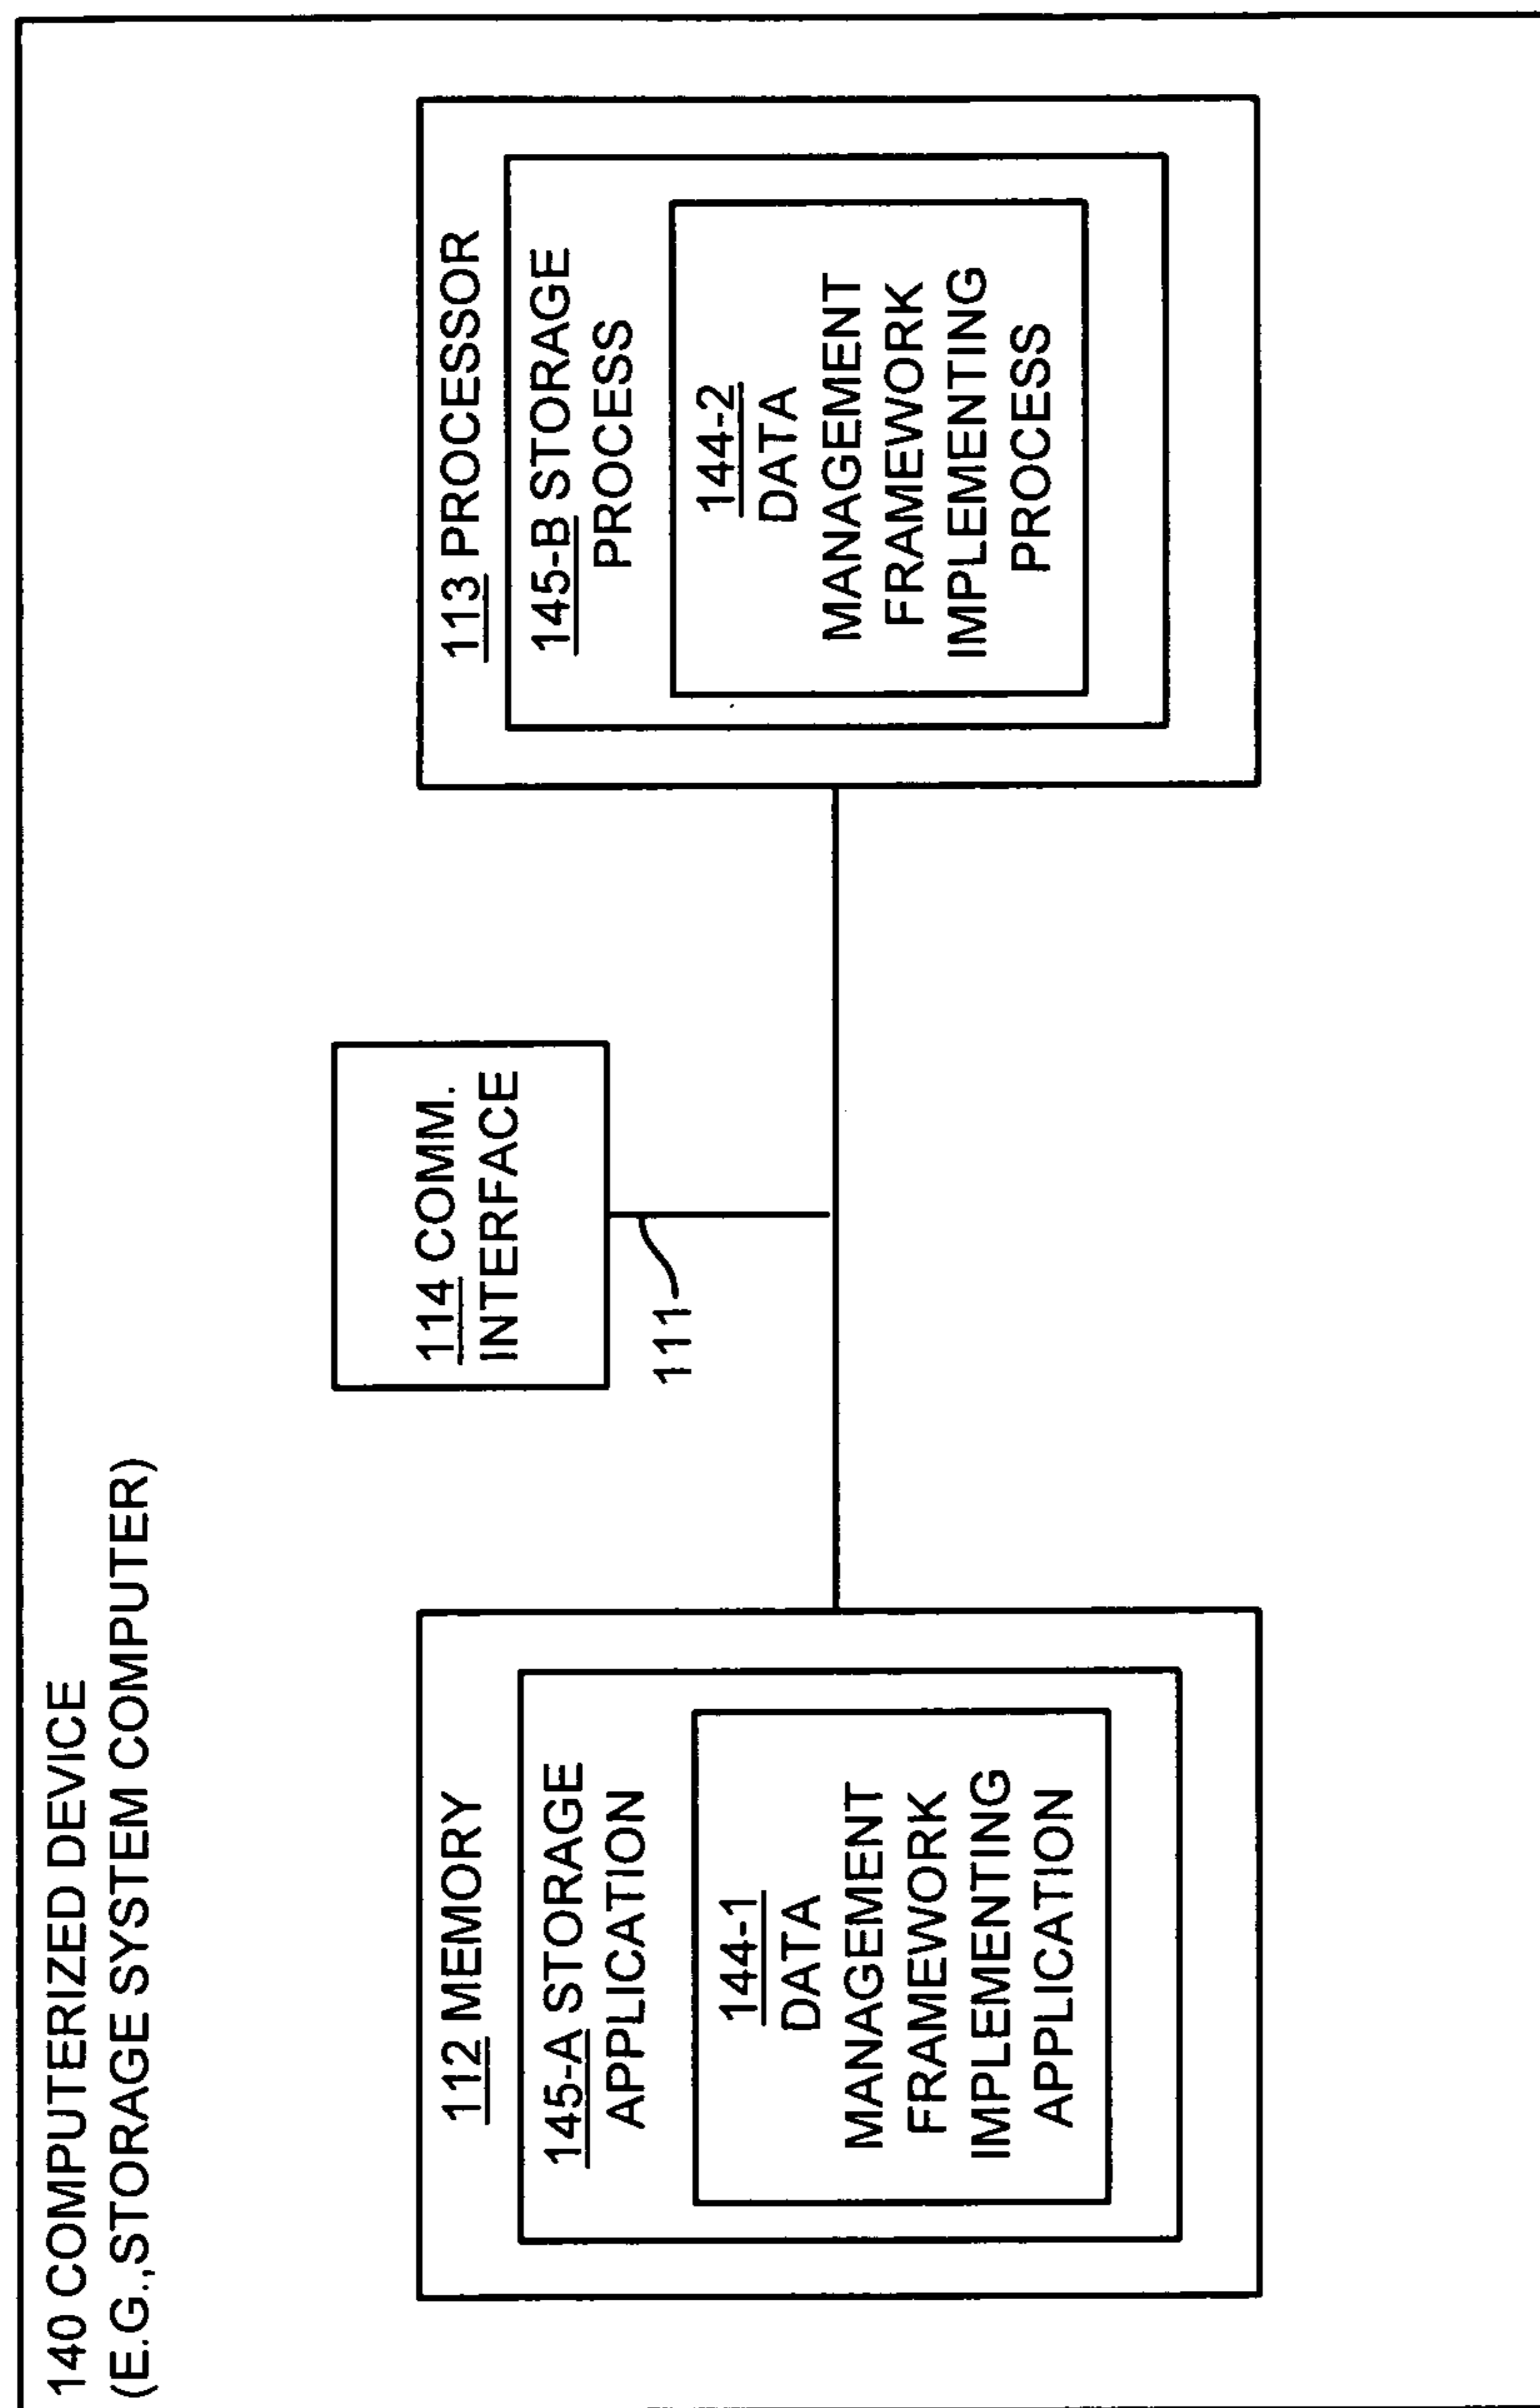 140 COMPUTERIZED DEVICE
(E.G.,STORAGE SYSTEM COMPUTER)
112 MEMORY
145-A STORAGE
APPLICATION
144-1
DATA
MANAGEMENT
FRAMEWORK
IMPLEMENTING
APPLICATION
114 COMM.
INTERFACE
111
113 PROCESSOR
145-B STORAGE
PROCESS
144-2
DATA
MANAGEMENT
FRAMEWORK
IMPLEMENTING
PROCESS